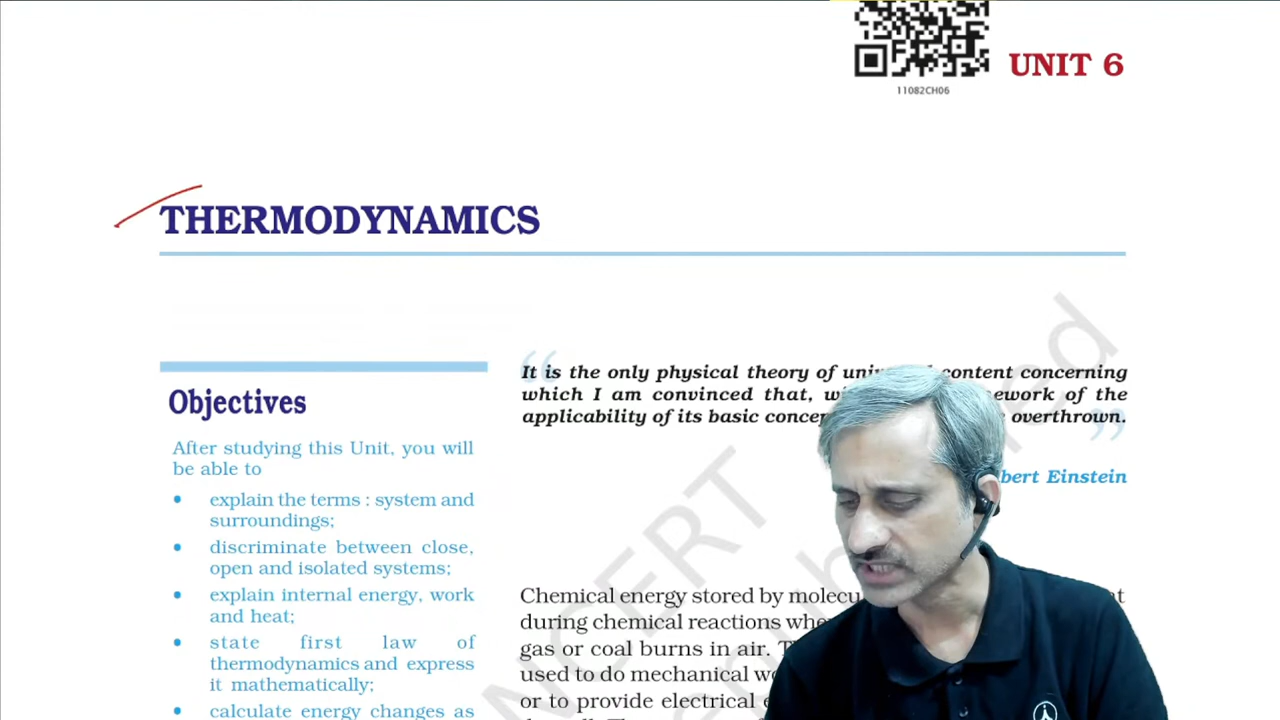 11082CH06
UNIT 6
THERMODYNAMICS
Objectives
After studying this Unit, you will
be able to
• explain the terms : system and
surroundings;
• discriminate between close,
open and isolated systems;
• explain internal energy, work
and heat;
• state first law of
thermodynamics and express
it mathematically;
• calculate energy changes as
“
It is the only physical theory of content concerning
which I am convinced that, of the
applicability of its basic overthrown.
”
Einstein
Chemical energy stored by
during chemical reactions
gas or coal burns in air.
used to do mechanical
or to provide electrical
NCERT